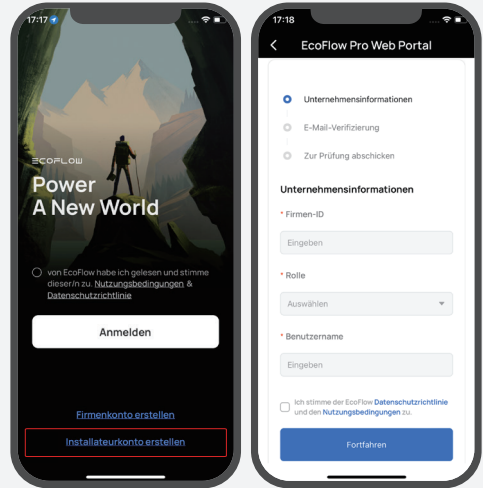 17:17
ECOFLOW
Power
A New World
von EcoFlow habe ich gelesen und stimme
dieser/n zu. Nutzungsbedingungen &
Datenschutzrichtlinie
Anmelden
Firmenkonto erstellen
Installateurkonto erstellen
17:18
EcoFlow Pro Web Portal
Unternehmensinformationen
E-Mail-Verifizierung
Zur Prüfung abschicken
Unternehmensinformationen
* Firmen-ID
Eingeben
* Rolle
Auswählen
* Benutzername
Eingeben
Ich stimme der EcoFlow Datenschutzrichtlinie
und den Nutzungsbedingungen zu.
Fortfahren